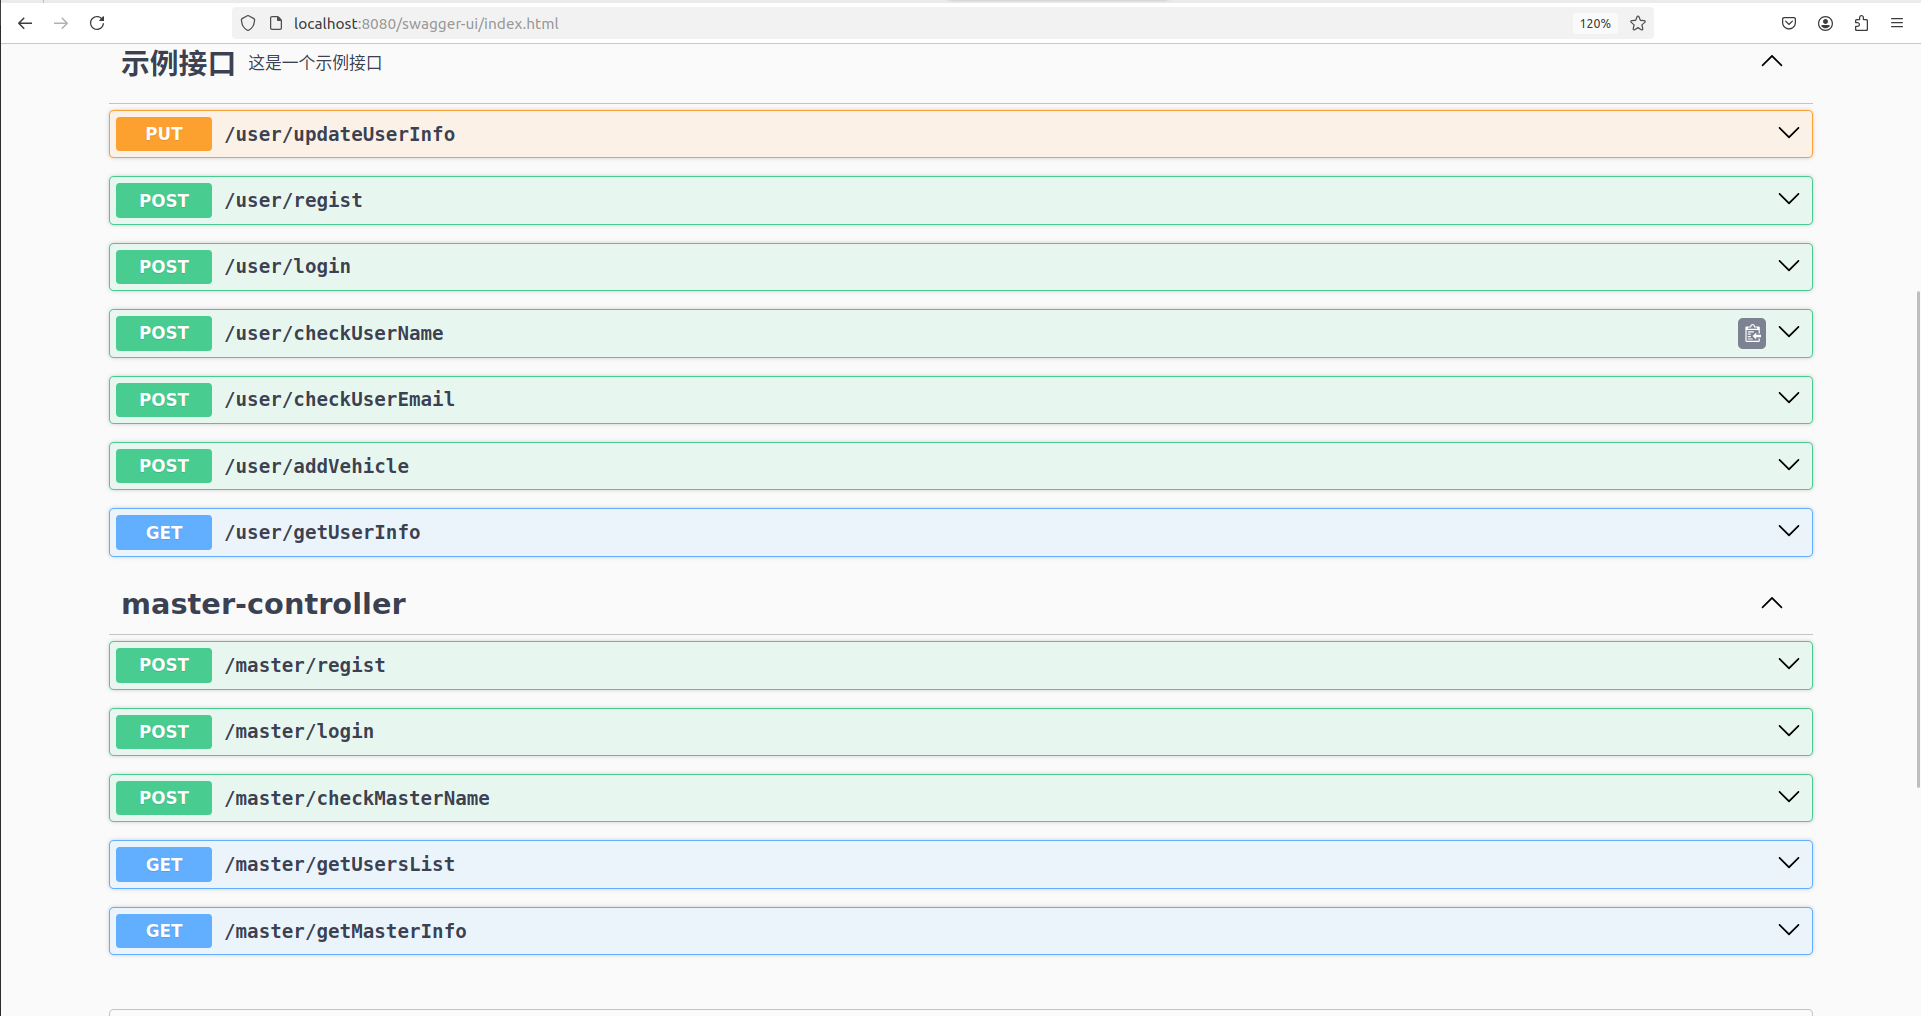 localhost:8080/swagger-ui/index.html 120%
示例接口 这是一个示例接口
PUT /user/updateUserInfo
POST /user/regist
POST /user/login
POST /user/checkUserName
POST /user/checkUserEmail
POST /user/addVehicle
GET /user/getUserInfo
master-controller
POST /master/regist
POST /master/login
POST /master/checkMasterName
GET /master/getUsersList
GET /master/getMasterInfo